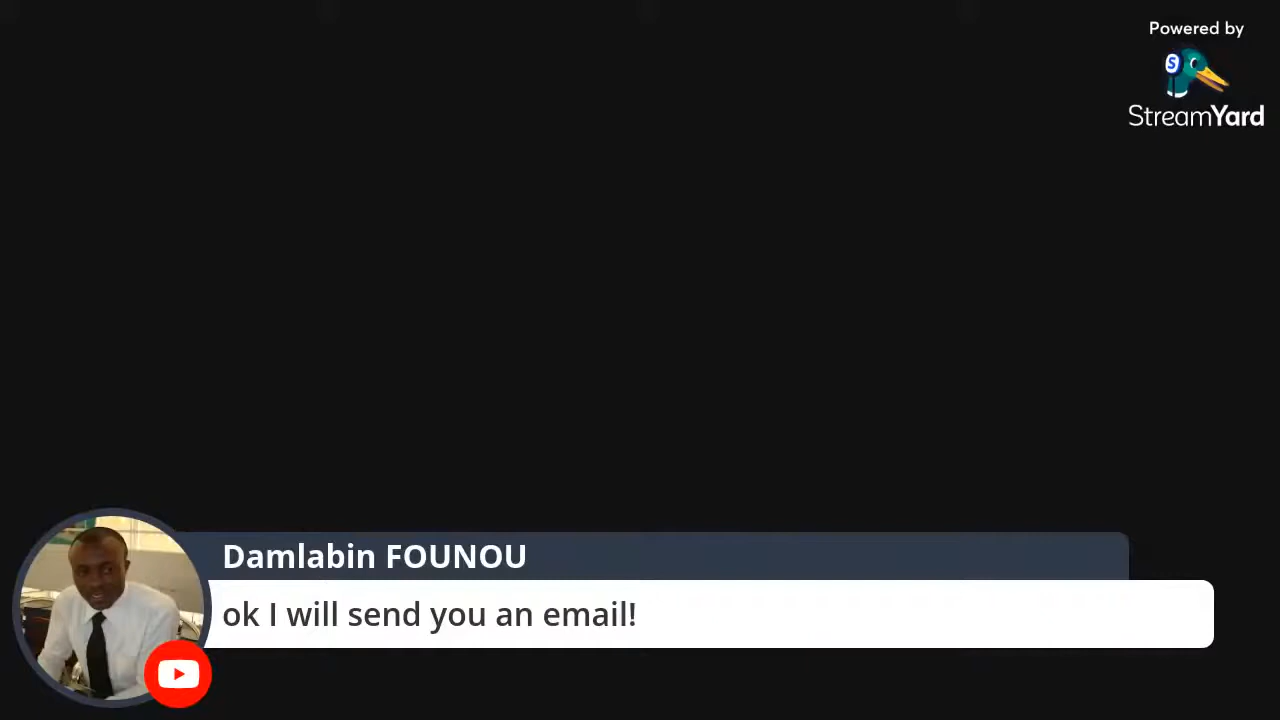 Powered by
S
StreamYard
Damlabin FOUNOU
ok I will send you an email!